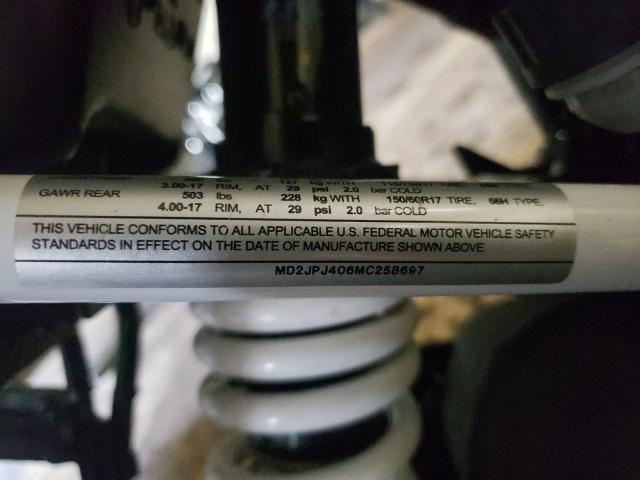 3.00-17 RIM, AT 29 psi 2.0 bar COLD
GAWR REAR 503 lbs 228 kg WITH 150/60R17 TIRE, 66H TYPE,
4.00-17 RIM, AT 29 psi 2.0 bar COLD
THIS VEHICLE CONFORMS TO ALL APPLICABLE U.S. FEDERAL MOTOR VEHICLE SAFETY
STANDARDS IN EFFECT ON THE DATE OF MANUFACTURE SHOWN ABOVE
MD2JPJ406MC258697